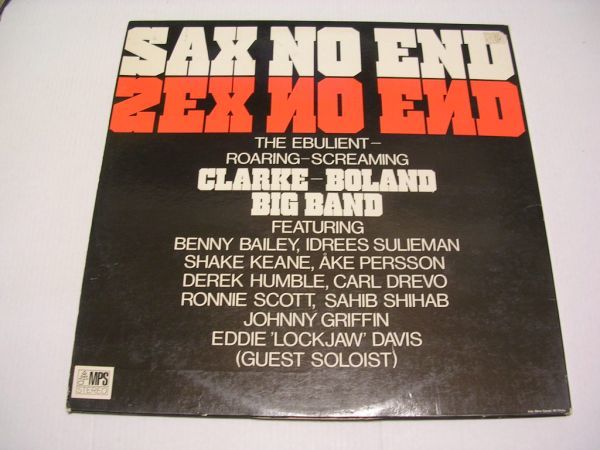 SAX NO END
SEX NO END
THE EBULIENT-
ROARING-SCREAMING
CLARKE-BOLAND
BIG BAND
FEATURING
BENNY BAILEY, IDREES SULIEMAN
SHAKE KEANE, ÅKE PERSSON
DEREK HUMBLE, CARL DREVO
RONNIE SCOTT, SAHIB SHIHAB
JOHNNY GRIFFIN
EDDIE 'LOCKJAW' DAVIS
(GUEST SOLOIST)
MPS
STEREO